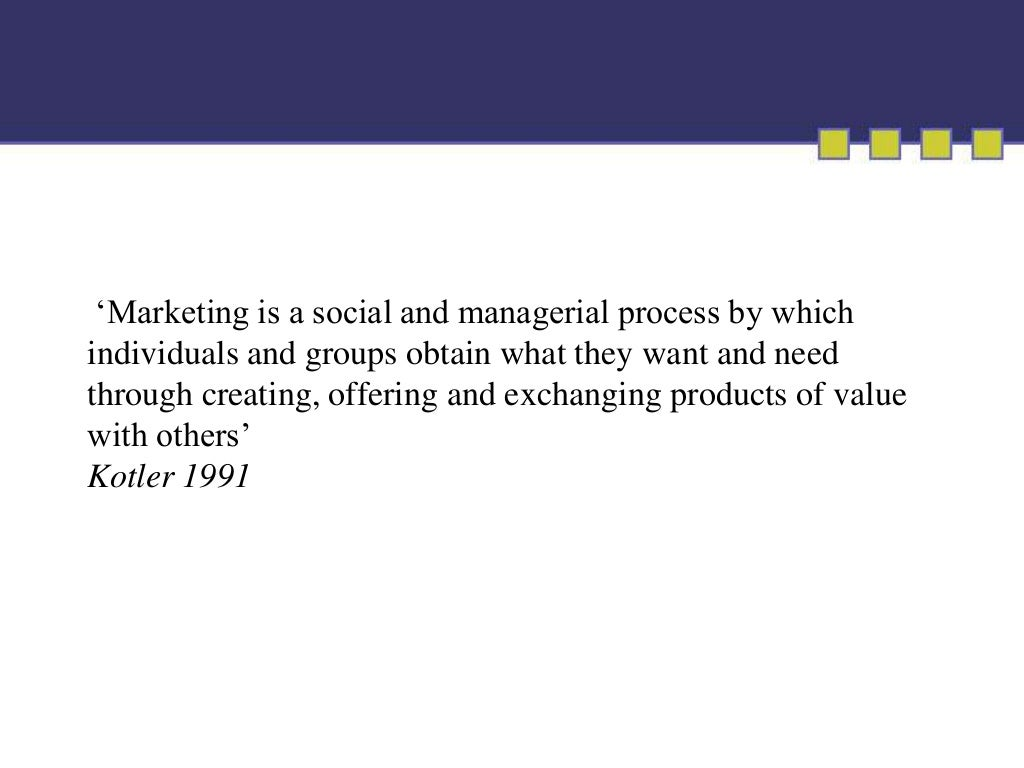 ‘Marketing is a social and managerial process by which
individuals and groups obtain what they want and need
through creating, offering and exchanging products of value
with others’
Kotler 1991